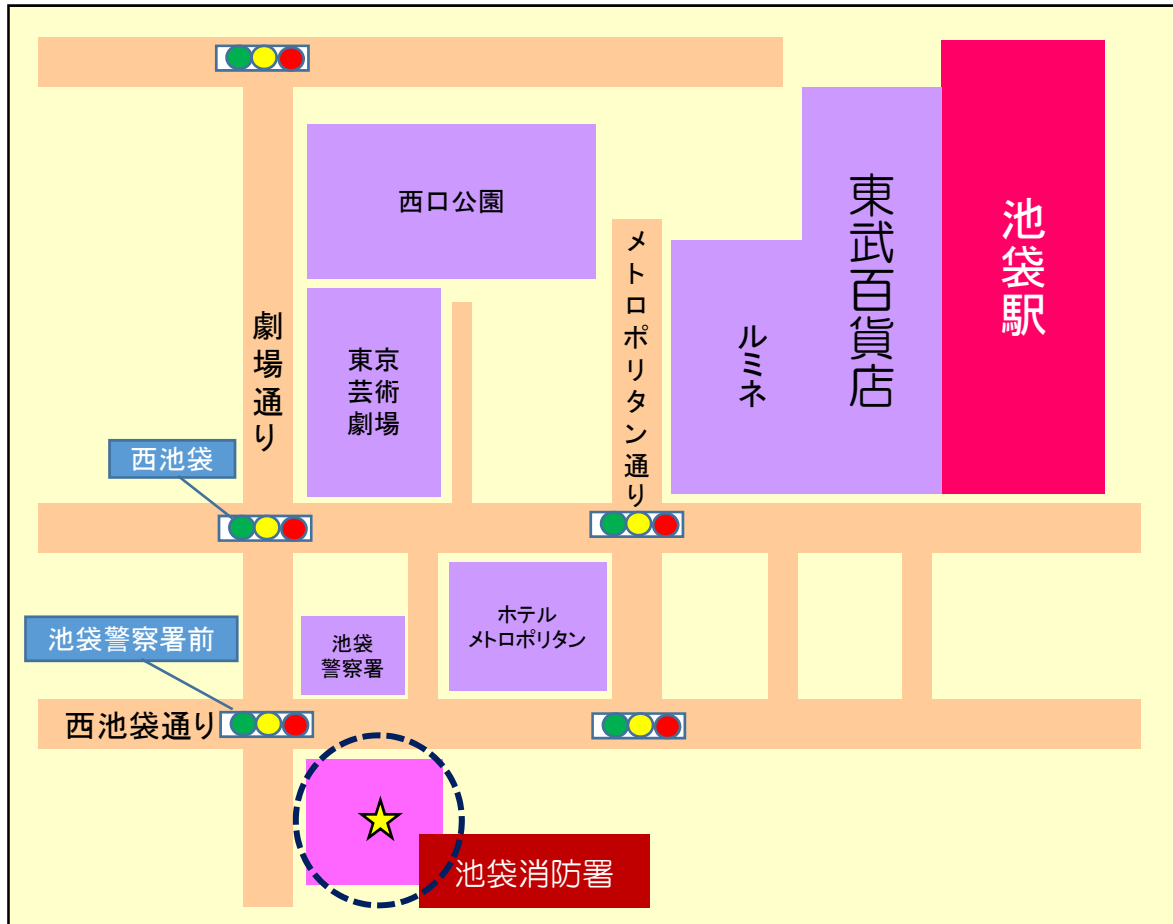 西口公園
東武百貨店
池袋駅
メトロポリタン通り
ルミネ
劇場通り
東京
芸術
劇場
西池袋
ホテル
メトロポリタン
池袋警察署前
池袋
警察署
西池袋通り
池袋消防署